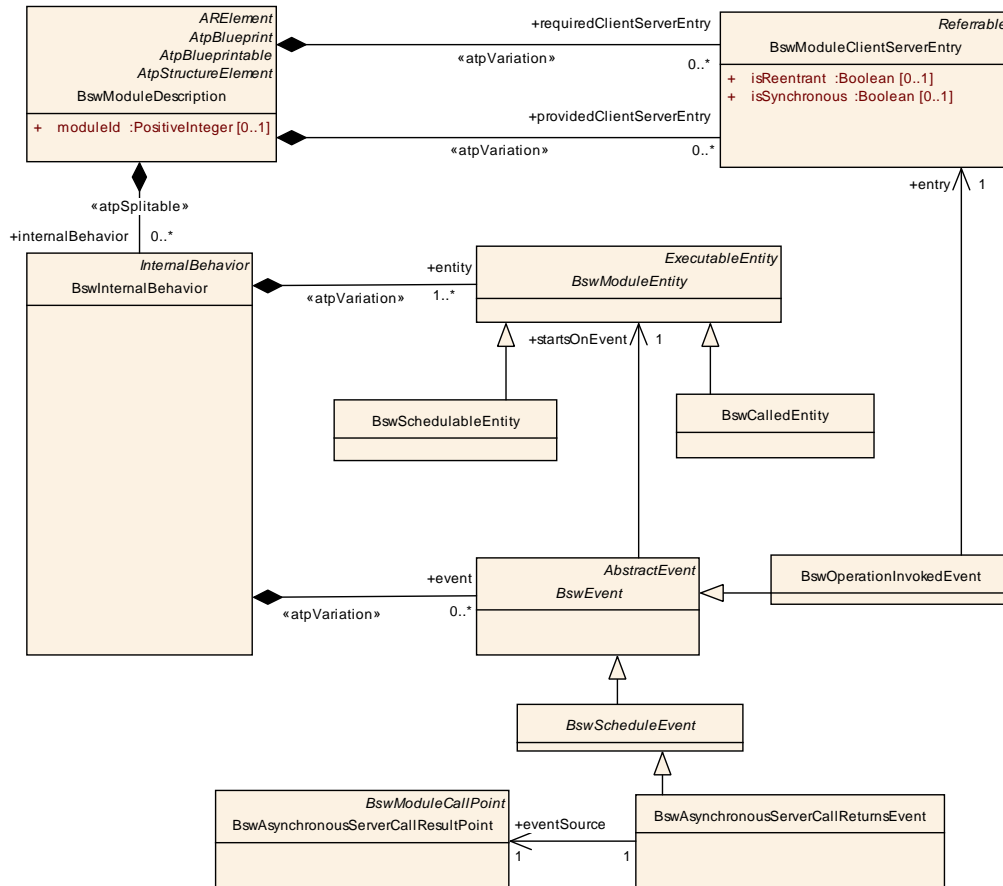 ARElement
AtpBlueprint
AtpBlueprintable
AtpStructureElement
BswModuleDescription
+ moduleId :PositiveInteger [0..1]
+requiredClientServerEntry
«atpVariation»
0..*
+providedClientServerEntry
«atpVariation»
0..*
Referrable
BswModuleClientServerEntry
+ isReentrant :Boolean [0..1]
+ isSynchronous :Boolean [0..1]
«atpSplitable»
+internalBehavior
0..*
+entry
1
InternalBehavior
BswInternalBehavior
+entity
«atpVariation»
1..*
ExecutableEntity
BswModuleEntity
+startsOnEvent
1
BswSchedulableEntity
BswCalledEntity
+event
«atpVariation»
0..*
AbstractEvent
BswEvent
BswOperationInvokedEvent
BswScheduleEvent
BswModuleCallPoint
BswAsynchronousServerCallResultPoint
+eventSource
1
1
BswAsynchronousServerCallReturnsEvent